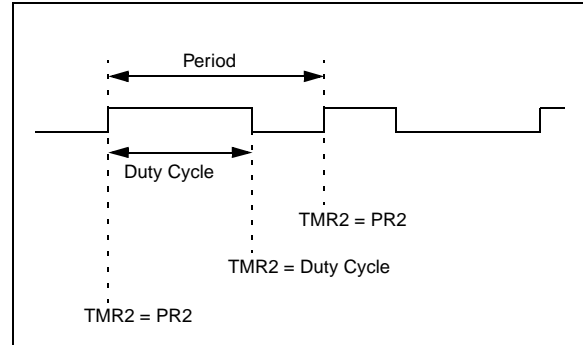 Period
Duty Cycle
TMR2 = PR2
TMR2 = Duty Cycle
TMR2 = PR2